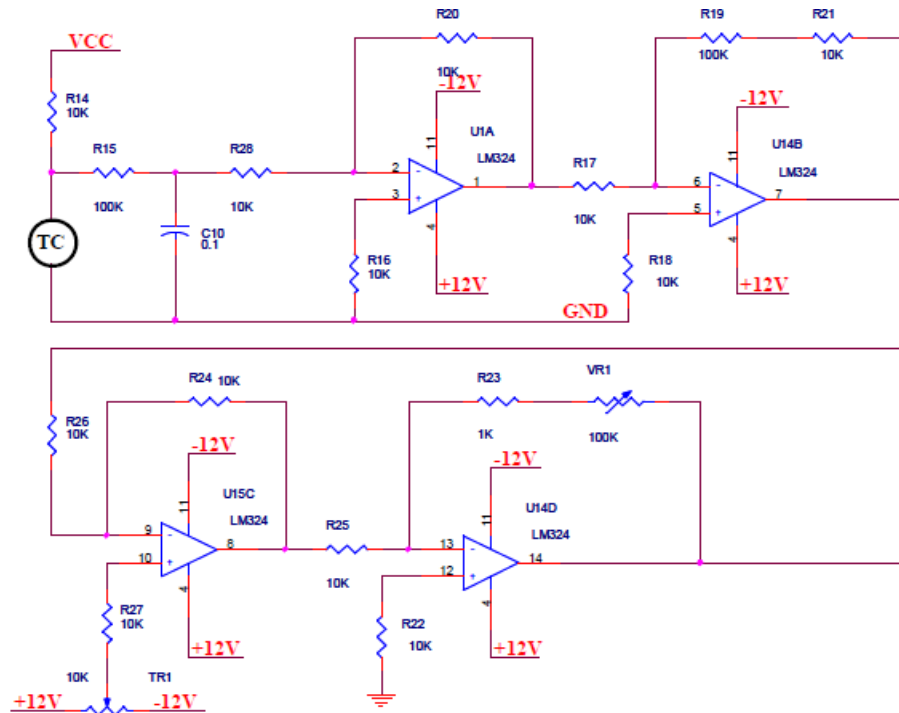 VCC
R14
10K
R15
100K
R28
10K
C10
0.1
TC
R20
10K
-12V
11
U1A
LM324
2
-
3
+
1
4
+12V
R16
10K
GND
R17
10K
R19
100K
R21
10K
-12V
11
U14B
LM324
6
-
5
+
7
4
+12V
R18
10K
R26
10K
R24
10K
-12V
11
U15C
LM324
9
-
10
+
8
4
+12V
R27
10K
10K
TR1
+12V
-12V
R25
10K
R23
1K
VR1
100K
-12V
11
U14D
LM324
13
-
12
+
14
4
+12V
R22
10K